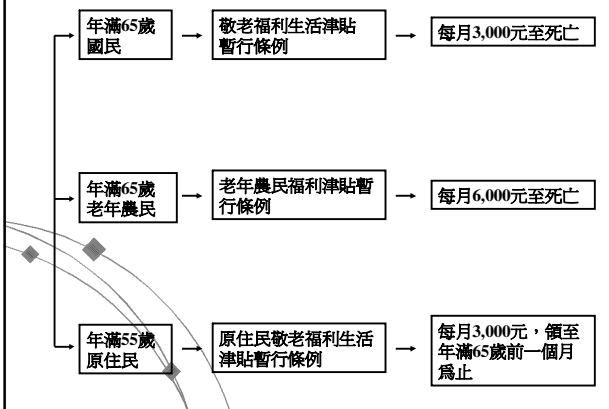 年滿65歲
國民
敬老福利生活津貼
暫行條例
每月3,000元至死亡
年滿65歲
老年農民
老年農民福利津貼暫
行條例
每月6,000元至死亡
年滿55歲
原住民
原住民敬老福利生活
津貼暫行條例
每月3,000元，領至
年滿65歲前一個月
爲止